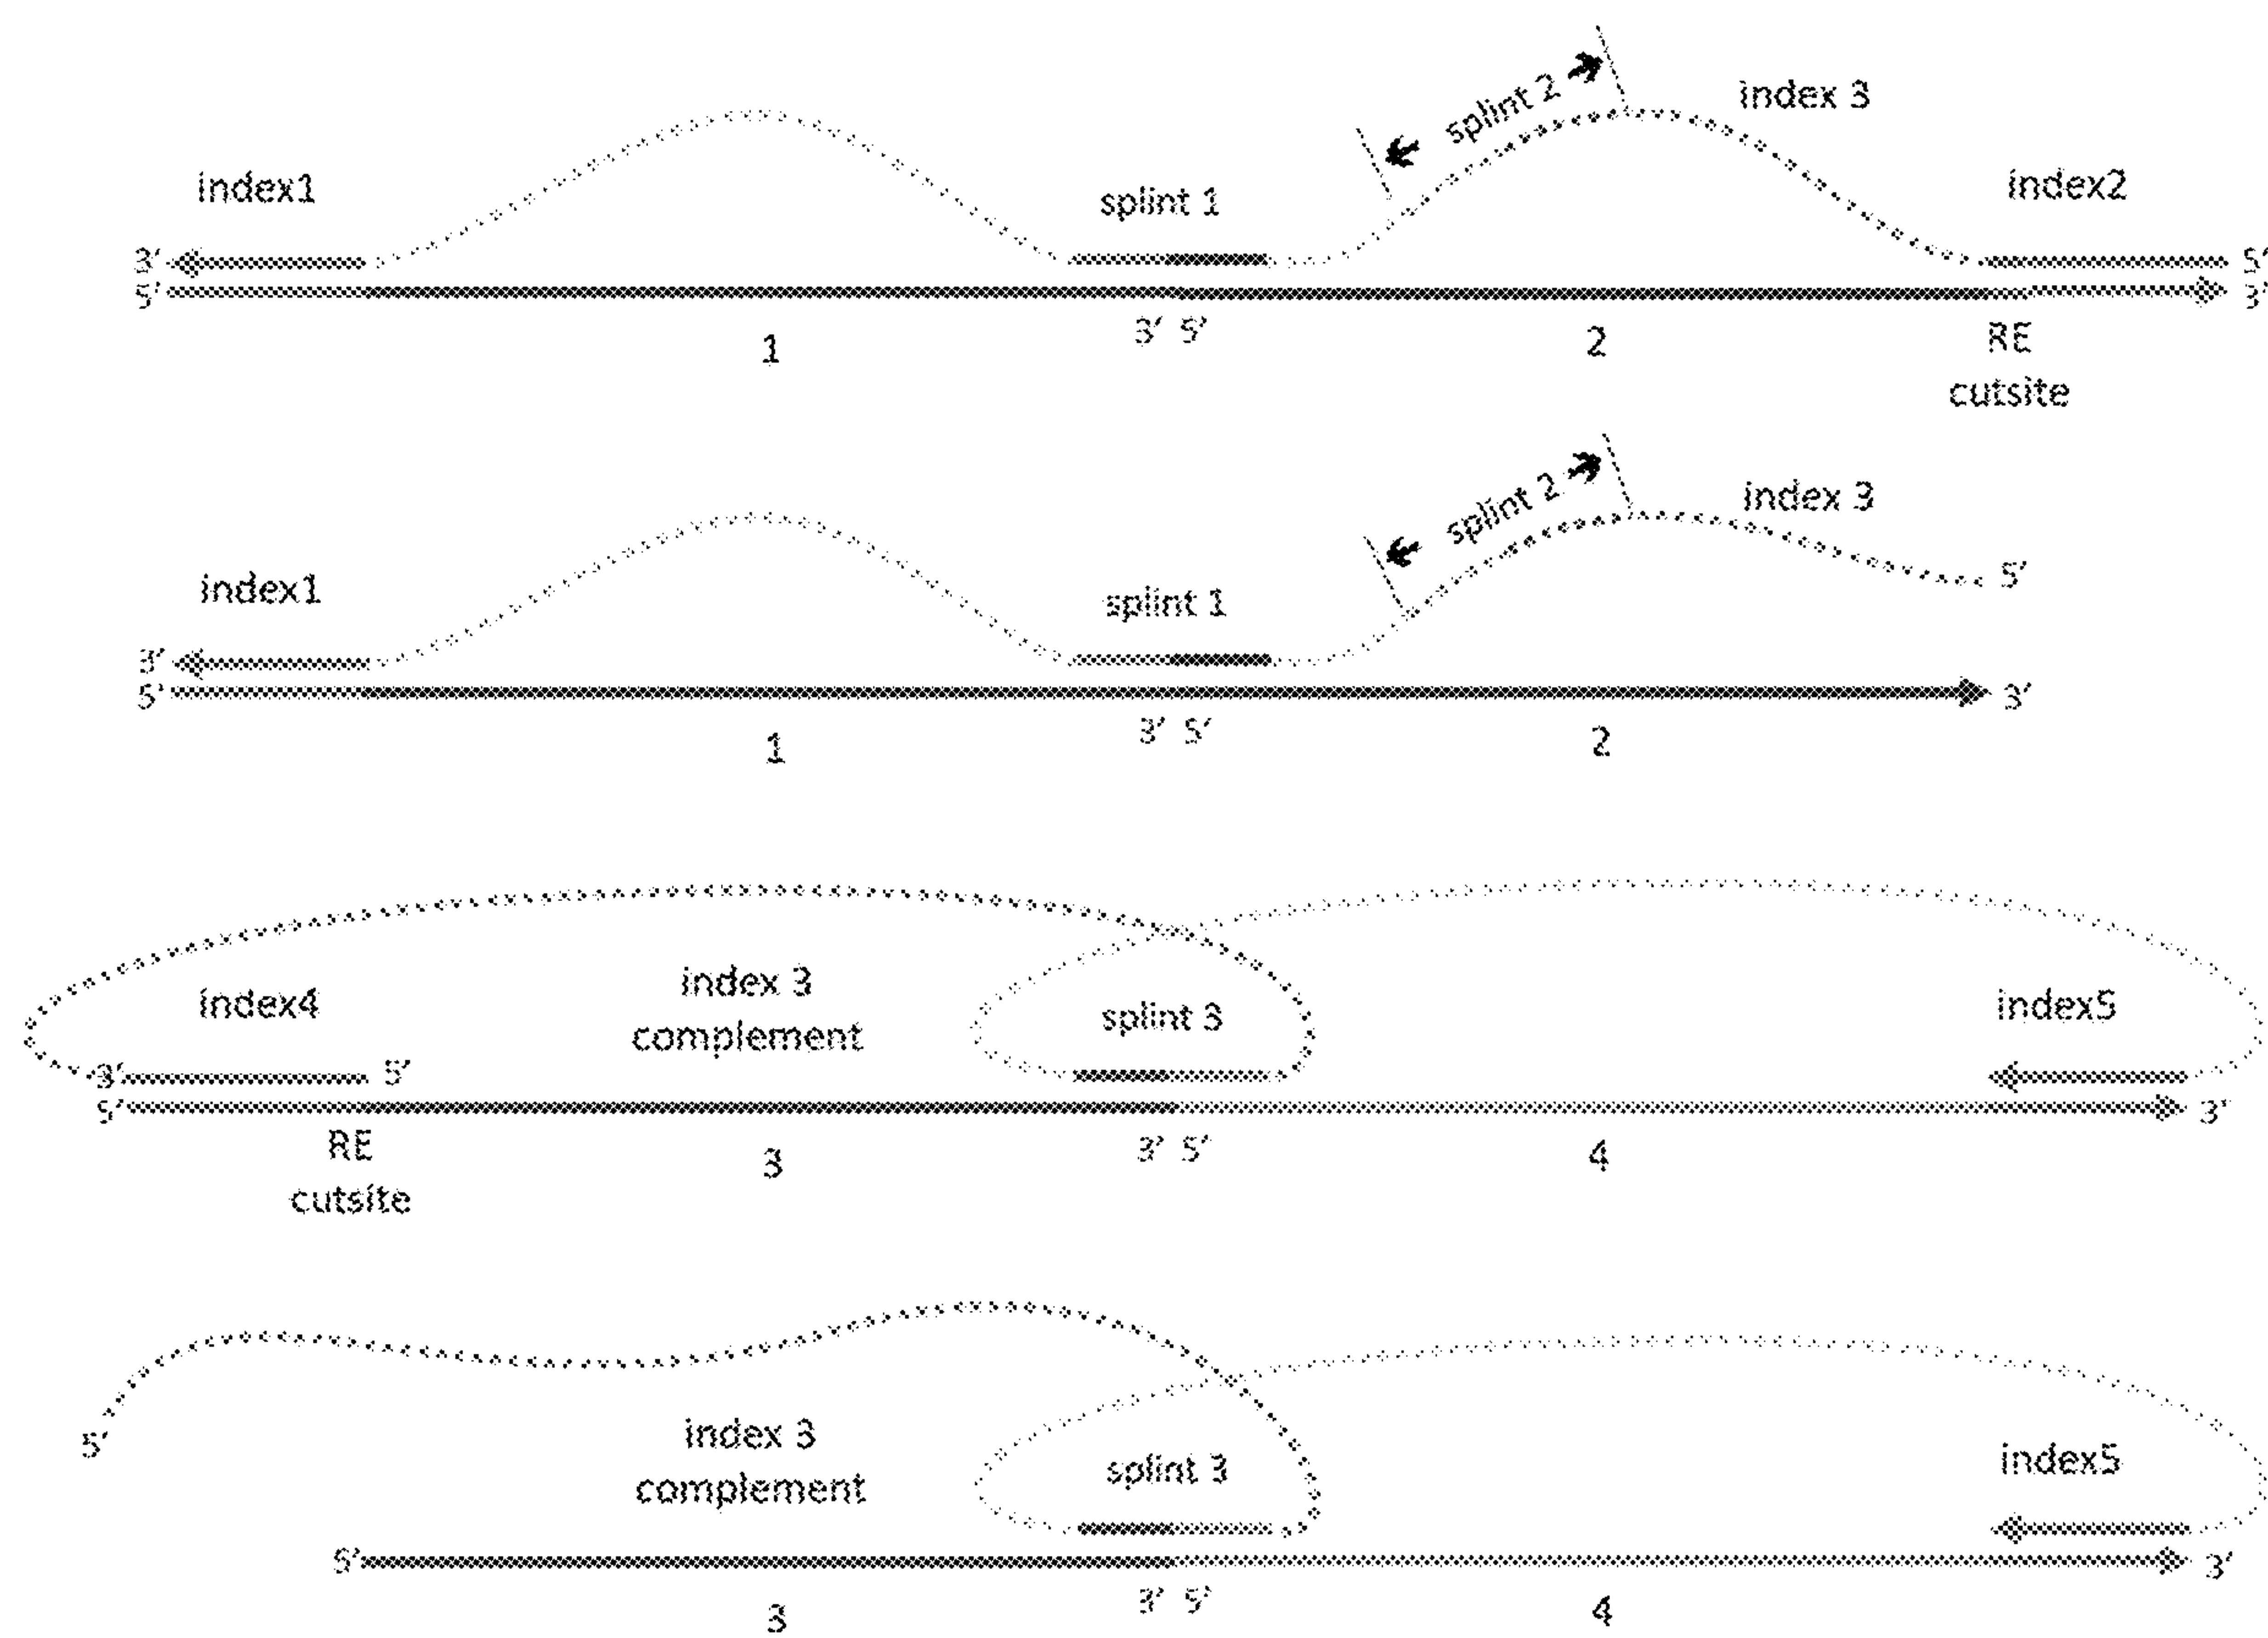 splint 2
index 3
index1
splint 1
index2
3′
5′
5′
3′
3′ 5′
1
2
RE
cutsite
splint 2
index 3
index1
splint 1
5′
3′
5′
3′
3′ 5′
1
2
index4
index 3
complement
splint 3
index5
3′
5′
5′
3′
RE
cutsite
3′ 5′
3
4
5′
index 3
complement
splint 3
index5
5′
3′
3′ 5′
3
4